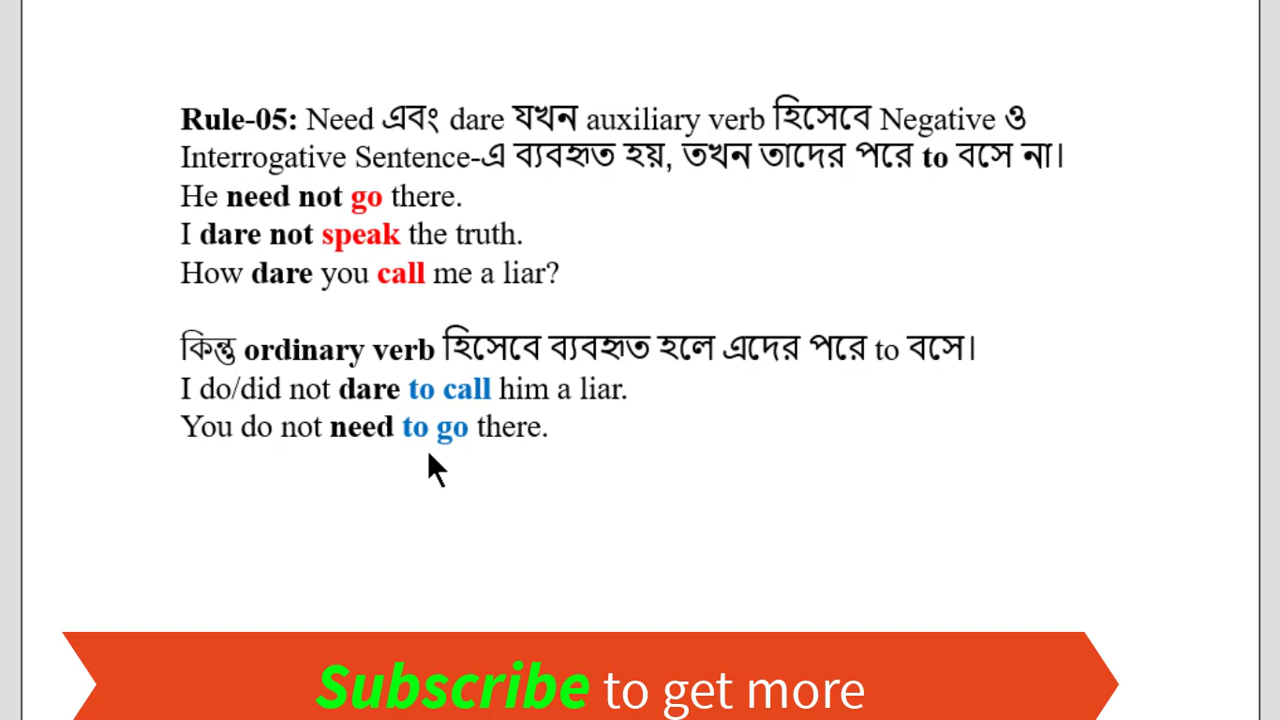 Rule-05: Need এবং dare যখন auxiliary verb হিসেবে Negative ও
Interrogative Sentence-এ ব্যবহৃত হয়, তখন তাদের পরে to বসে না।
He need not go there.
I dare not speak the truth.
How dare you call me a liar?
কিন্তু ordinary verb হিসেবে ব্যবহৃত হলে এদের পরে to বসে।
I do/did not dare to call him a liar.
You do not need to go there.
Subscribe to get more